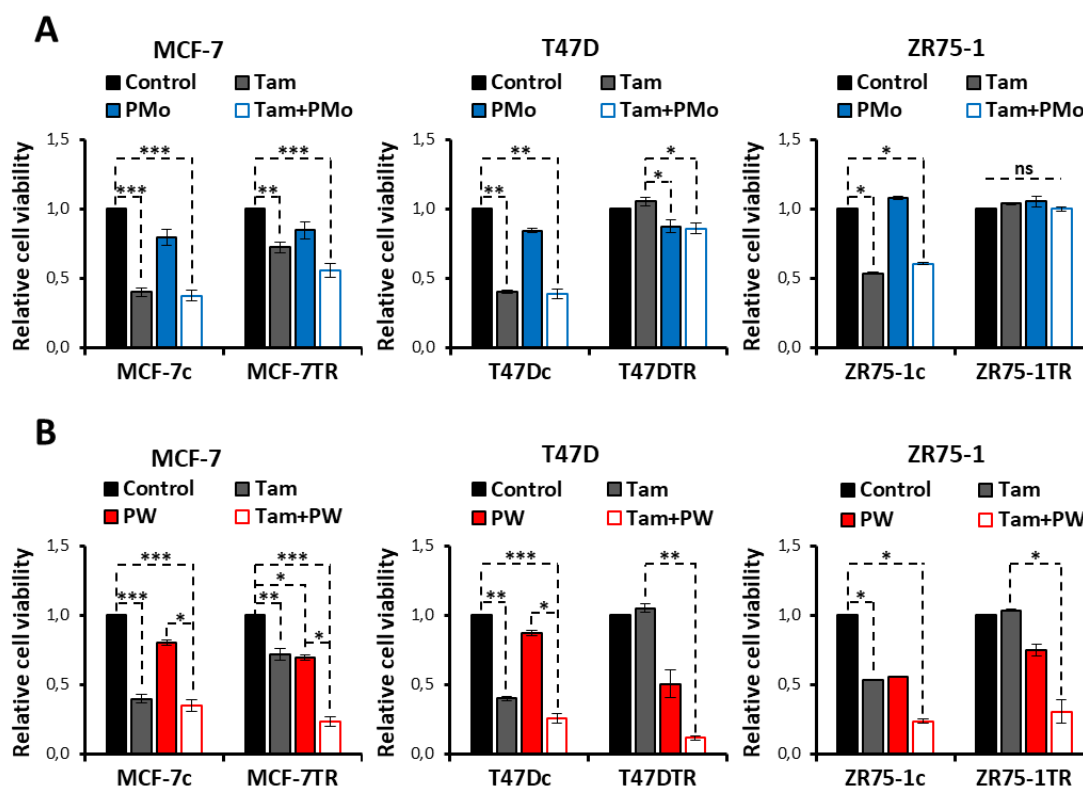 A
MCF-7
T47D
ZR75-1
Control Tam
PMo Tam+PMo
Control Tam
PMo Tam+PMo
Control Tam
PMo Tam+PMo
Relative cell viability
1,5
1,0
0,5
0,0
*** *** ** ***
MCF-7c MCF-7TR
Relative cell viability
1,5
1,0
0,5
0,0
** ** * *
T47Dc T47DTR
Relative cell viability
1,5
1,0
0,5
0,0
* * ns
ZR75-1c ZR75-1TR
B
MCF-7
T47D
ZR75-1
Control Tam
PW Tam+PW
Control Tam
PW Tam+PW
Control Tam
PW Tam+PW
Relative cell viability
1,5
1,0
0,5
0,0
*** *** * *** * ** *
MCF-7c MCF-7TR
Relative cell viability
1,5
1,0
0,5
0,0
*** ** * **
T47Dc T47DTR
Relative cell viability
1,5
1,0
0,5
0,0
* * *
ZR75-1c ZR75-1TR